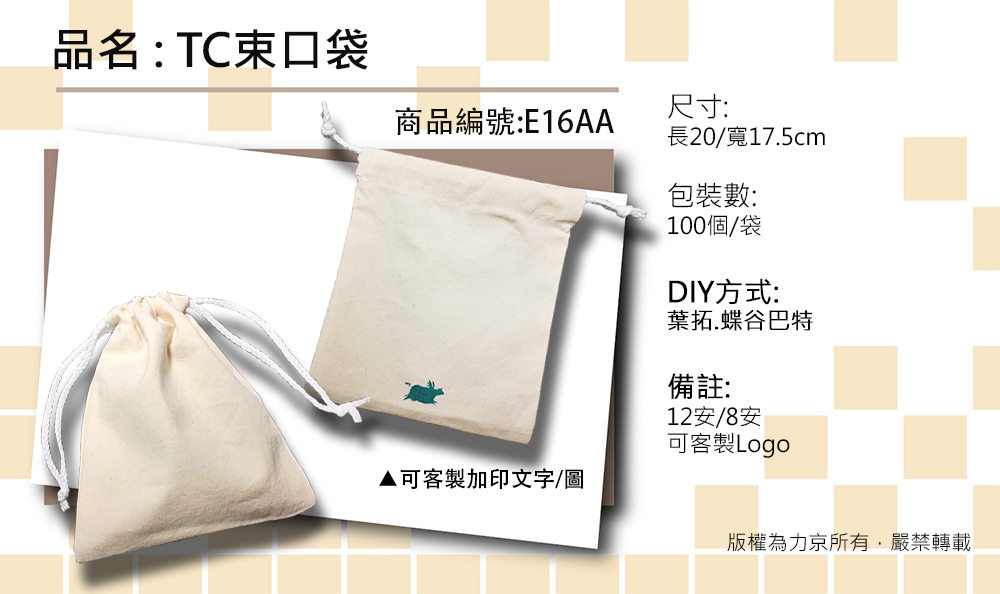 品名 : TC束口袋
商品編號:E16AA
尺寸:
長20/寬17.5cm
包裝數:
100個/袋
DIY方式:
葉拓.蝶谷巴特
備註:
12安/8安
可客製Logo
▲可客製加印文字/圖
版權為力京所有，嚴禁轉載